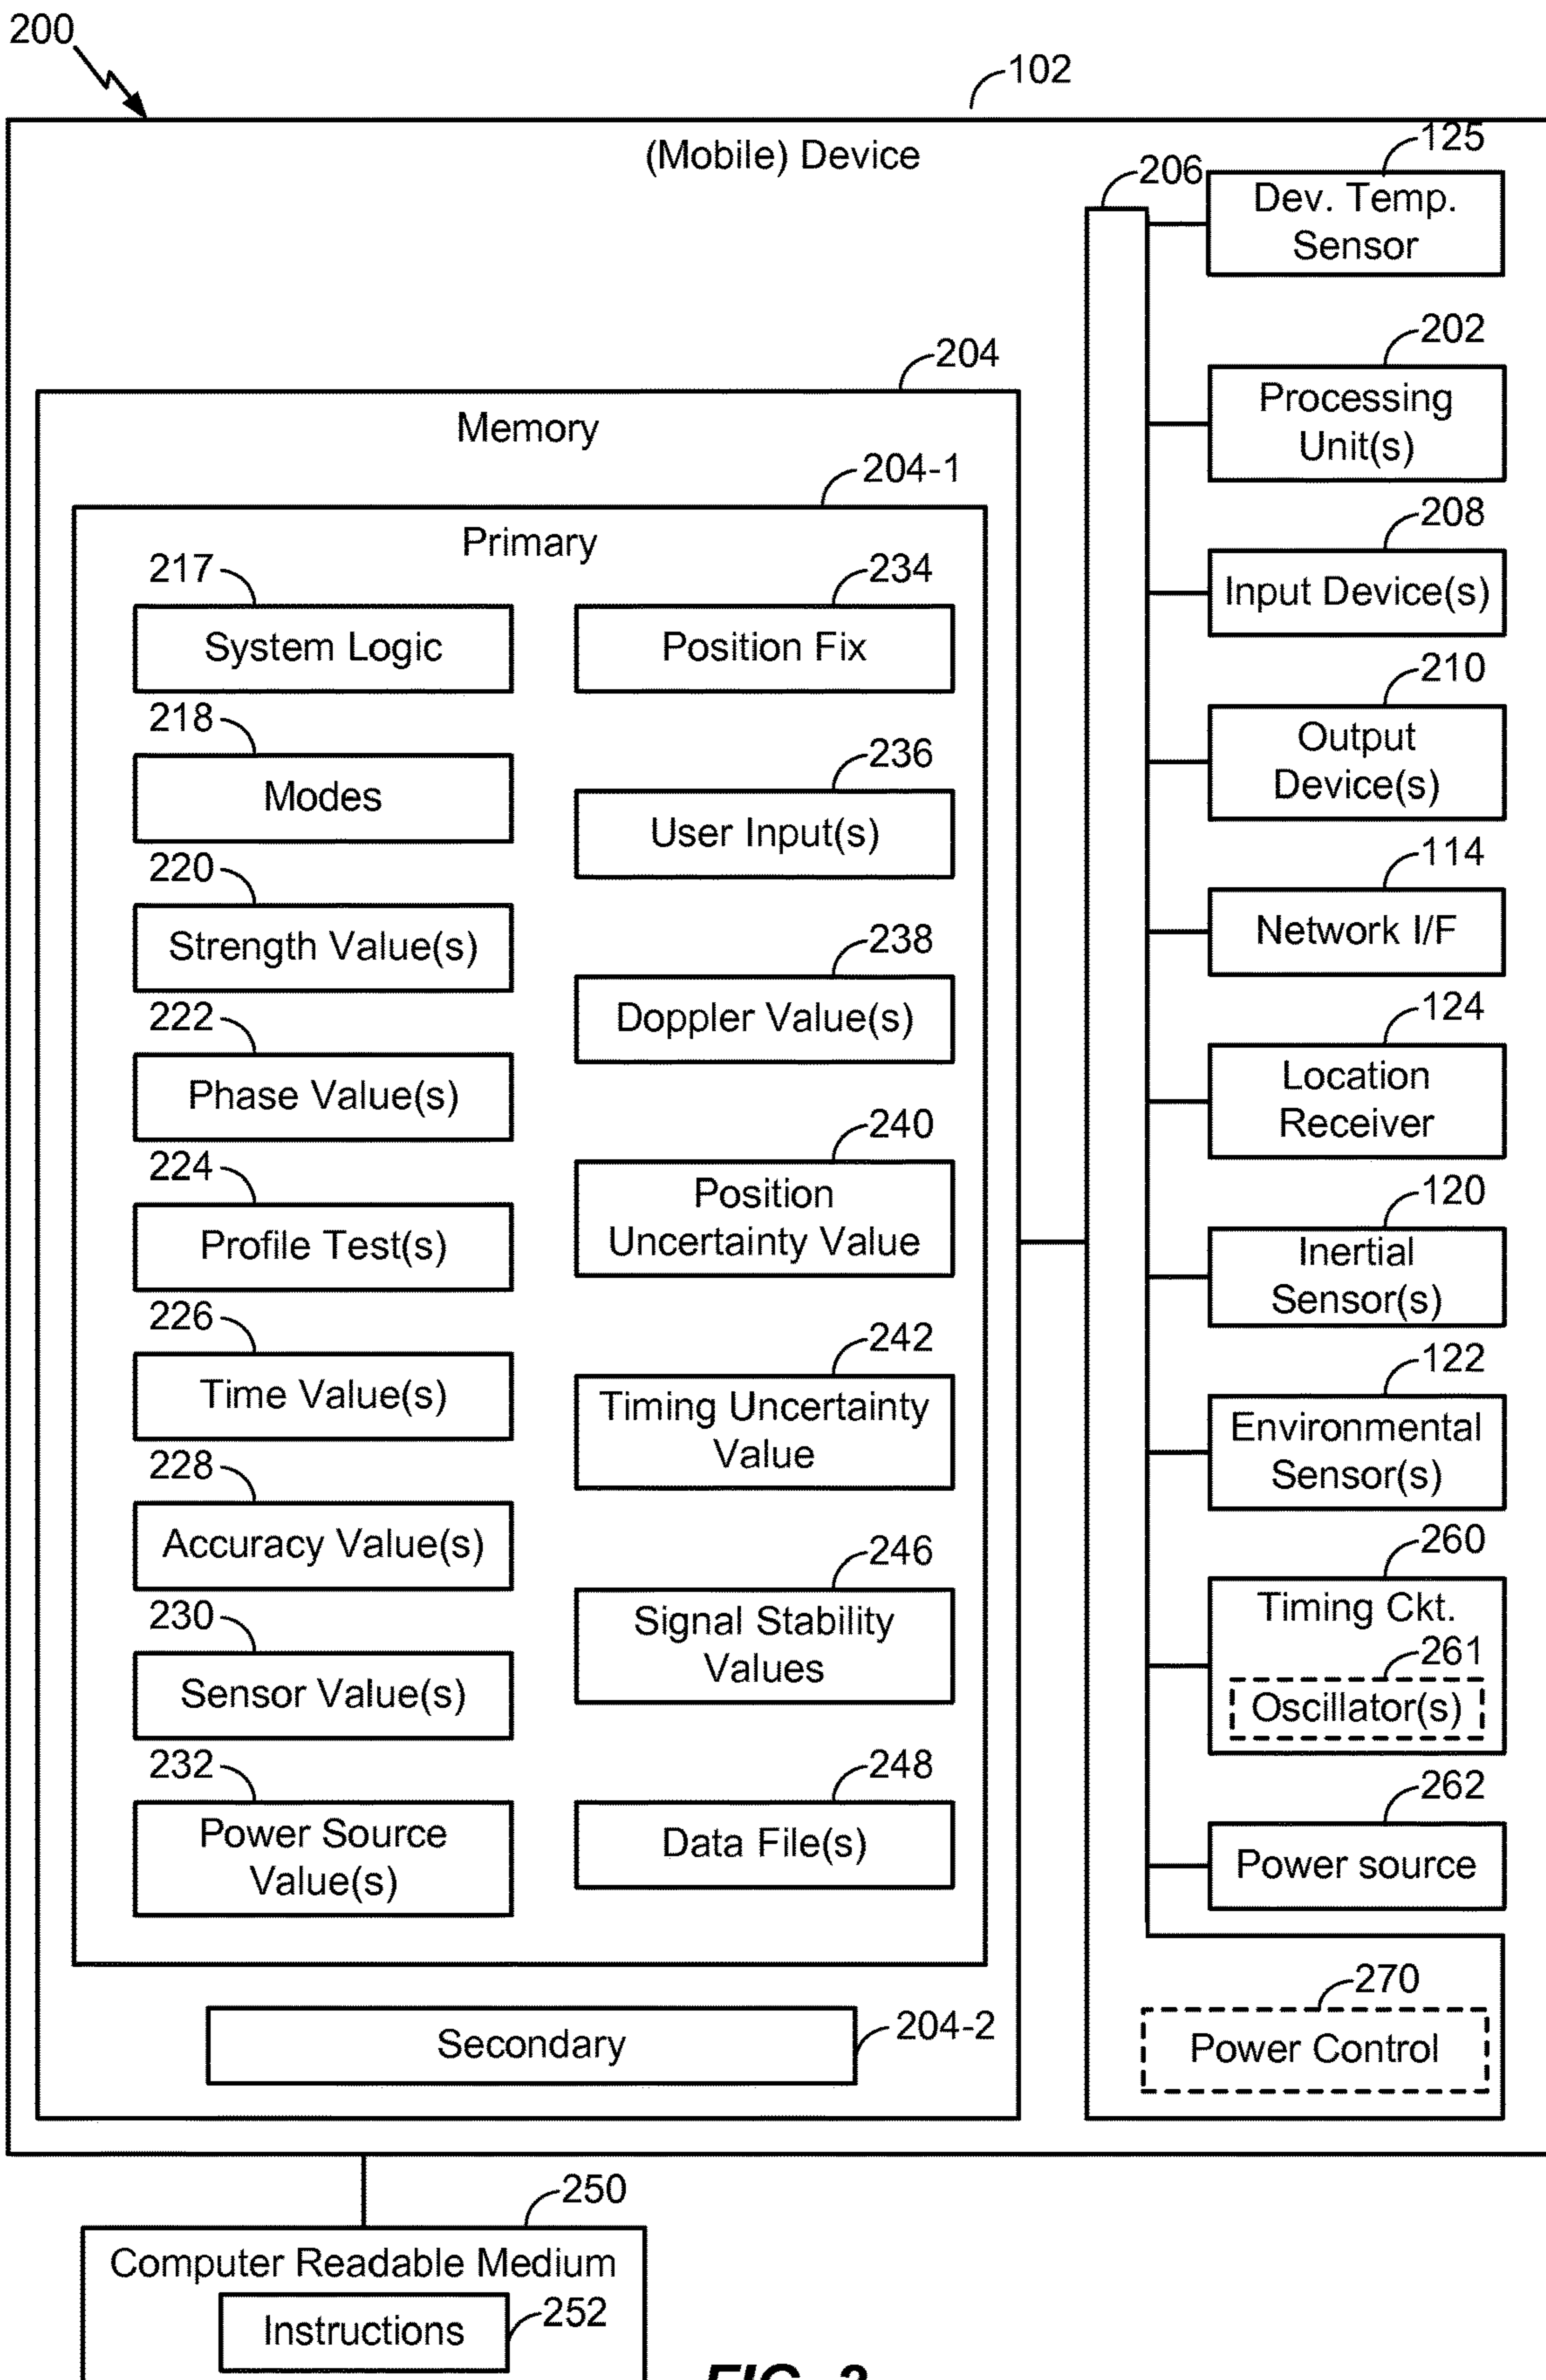 200
102
(Mobile) Device
125
206
Dev. Temp.
Sensor
202
Processing
Unit(s)
204
Memory
204-1
Primary
208
Input Device(s)
217
System Logic
234
Position Fix
210
Output
Device(s)
218
Modes
236
User Input(s)
114
Network I/F
220
Strength Value(s)
238
Doppler Value(s)
124
Location
Receiver
222
Phase Value(s)
240
Position
Uncertainty Value
120
Inertial
Sensor(s)
224
Profile Test(s)
242
Timing Uncertainty
Value
122
Environmental
Sensor(s)
226
Time Value(s)
228
Accuracy Value(s)
246
Signal Stability
Values
260
Timing Ckt.
261
Oscillator(s)
230
Sensor Value(s)
232
Power Source
Value(s)
248
Data File(s)
262
Power source
270
Power Control
Secondary
204-2
250
Computer Readable Medium
Instructions
252